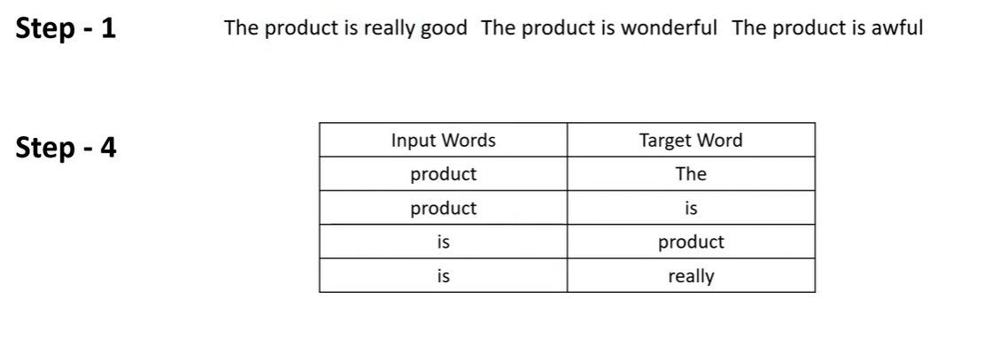 Step - 1
The product is really good The product is wonderful The product is awful
Step - 4
Input Words Target Word
product The
product is
is product
is really